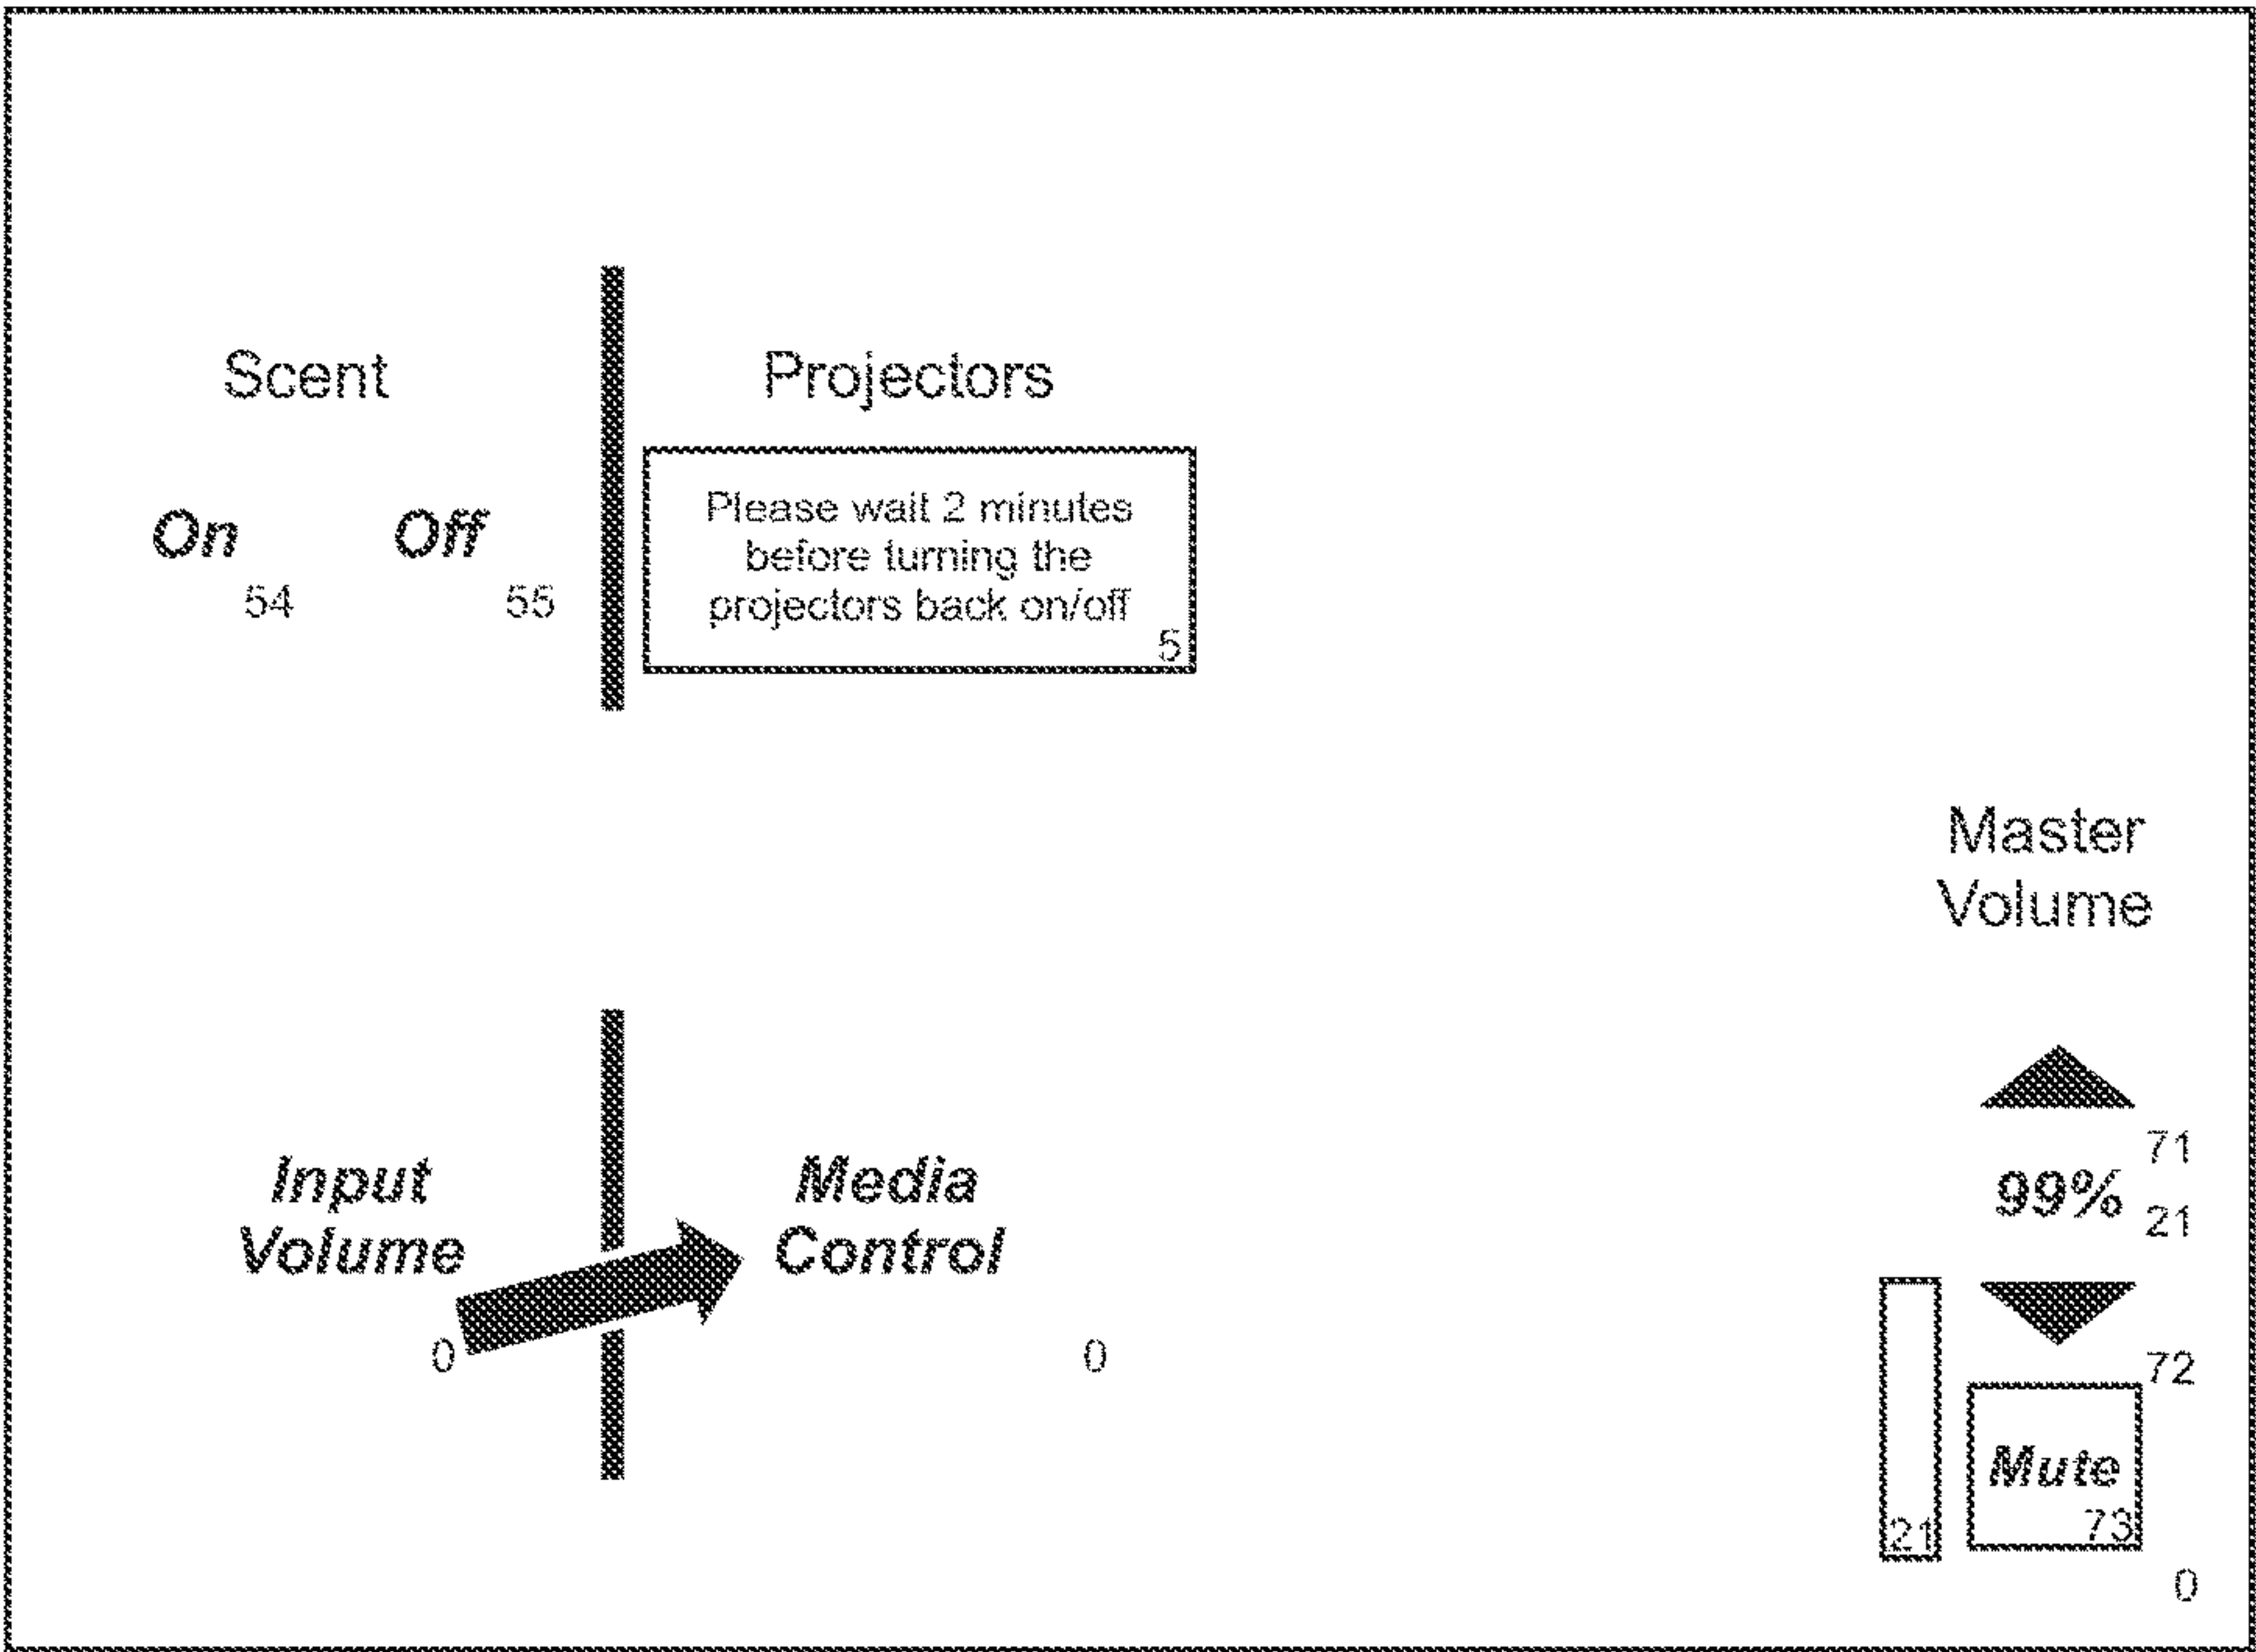 Scent
On
54
Off
55
Projectors
Please wait 2 minutes
before turning the
projectors back on/off
5
Input
Volume
0
Media
Control
0
Master
Volume
71
99%
21
72
21
Mute
73
0